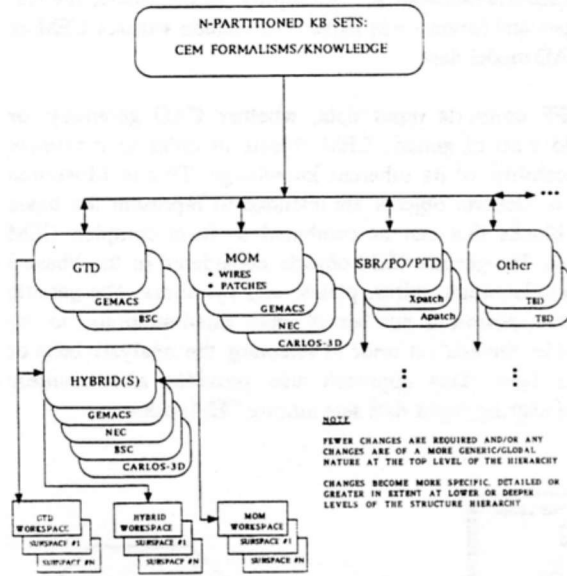 N-PARTITIONED KB SETS:
CEM FORMALISMS/KNOWLEDGE
GTD
GEMACS
BSC
MOM
• WIRES
• PATCHES
GEMACS
NEC
CARLOS-3D
SBR/PO/PTD
Xpatch
Apatch
Other
TBD
TBD
HYBRID(S)
GEMACS
NEC
BSC
CARLOS-3D
NOTE
FEWER CHANGES ARE REQUIRED AND/OR ANY
CHANGES ARE OF A MORE GENERIC/GLOBAL
NATURE AT THE TOP LEVEL OF THE HIERARCHY
CHANGES BECOME MORE SPECIFIC, DETAILED OR
GREATER IN EXTENT AT LOWER OR DEEPER
LEVELS OF THE STRUCTURE HIERARCHY
GTD
WORKSPACE
SUBSPACE #1
SUBSPACE #N
HYBRID
WORKSPACE
SUBSPACE #1
SUBSPACE #N
MOM
WORKSPACE
SUBSPACE #1
SUBSPACE #N